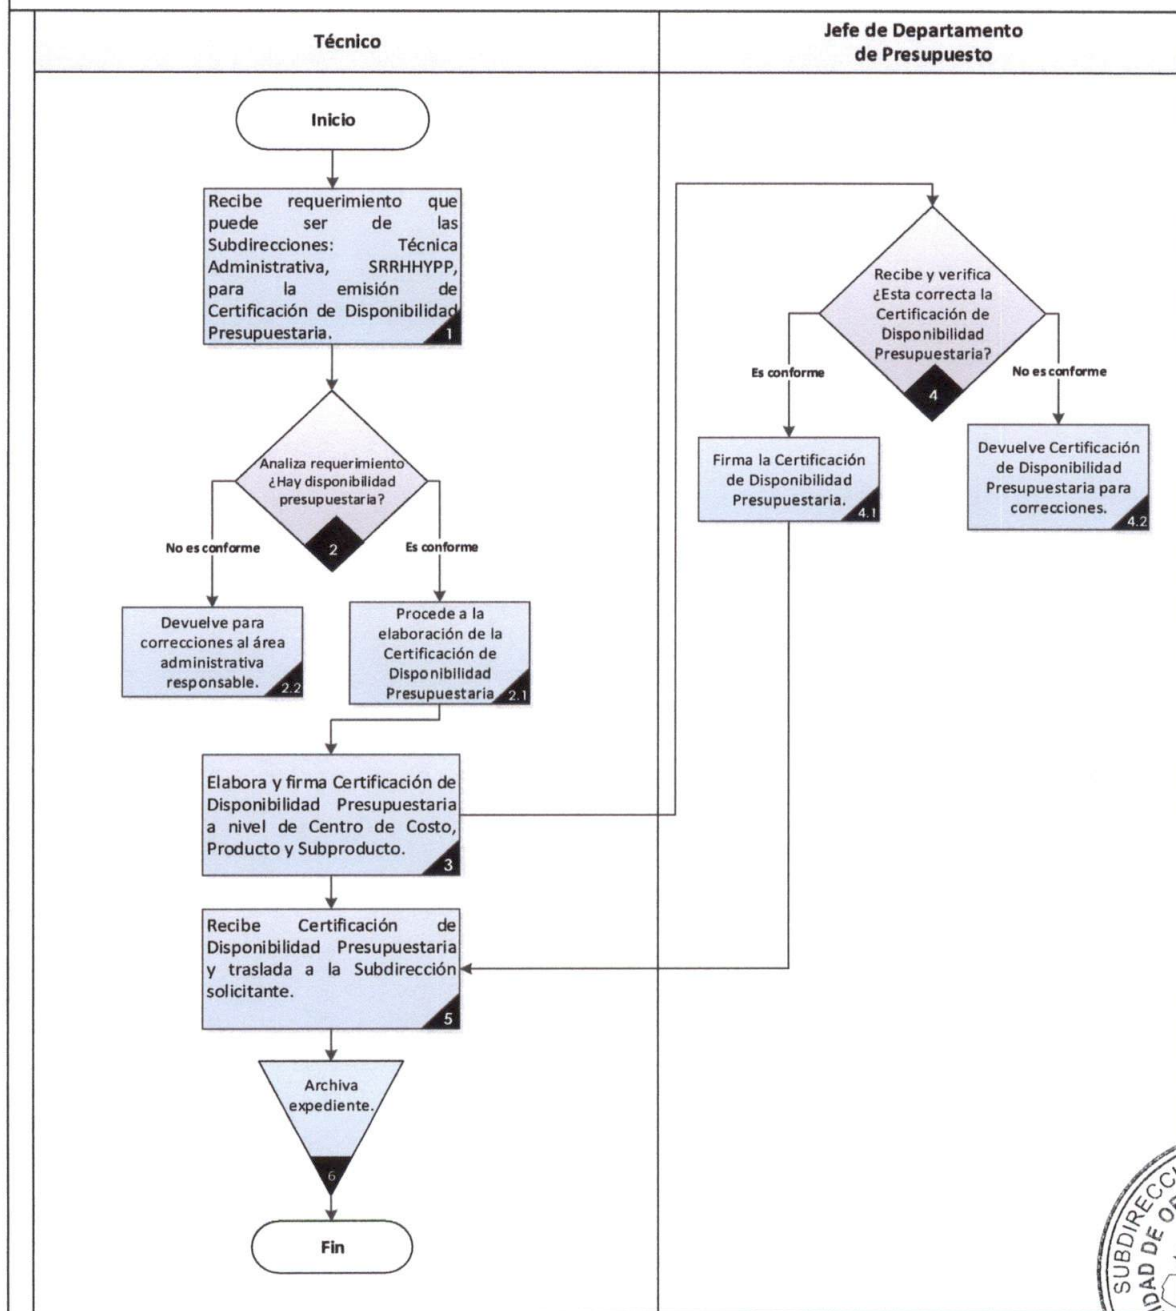 Técnico
Jefe de Departamento
de Presupuesto
Inicio
Recibe requerimiento que
puede ser de las
Subdirecciones: Técnica
Administrativa, SRRHHYPP,
para la emisión de
Certificación de Disponibilidad
Presupuestaria.
1
Analiza requerimiento
¿Hay disponibilidad
presupuestaria?
2
No es conforme
Es conforme
Devuelve para
correcciones al área
administrativa
responsable.
2.2
Procede a la
elaboración de la
Certificación de
Disponibilidad
Presupuestaria
2.1
Elabora y firma Certificación de
Disponibilidad Presupuestaria
a nivel de Centro de Costo,
Producto y Subproducto.
3
Recibe y verifica
¿Esta correcta la
Certificación de
Disponibilidad
Presupuestaria?
4
Es conforme
No es conforme
Firma la Certificación
de Disponibilidad
Presupuestaria.
4.1
Devuelve Certificación
de Disponibilidad
Presupuestaria para
correcciones.
4.2
Recibe Certificación de
Disponibilidad Presupuestaria
y traslada a la Subdirección
solicitante.
5
Archiva
expediente.
6
Fin